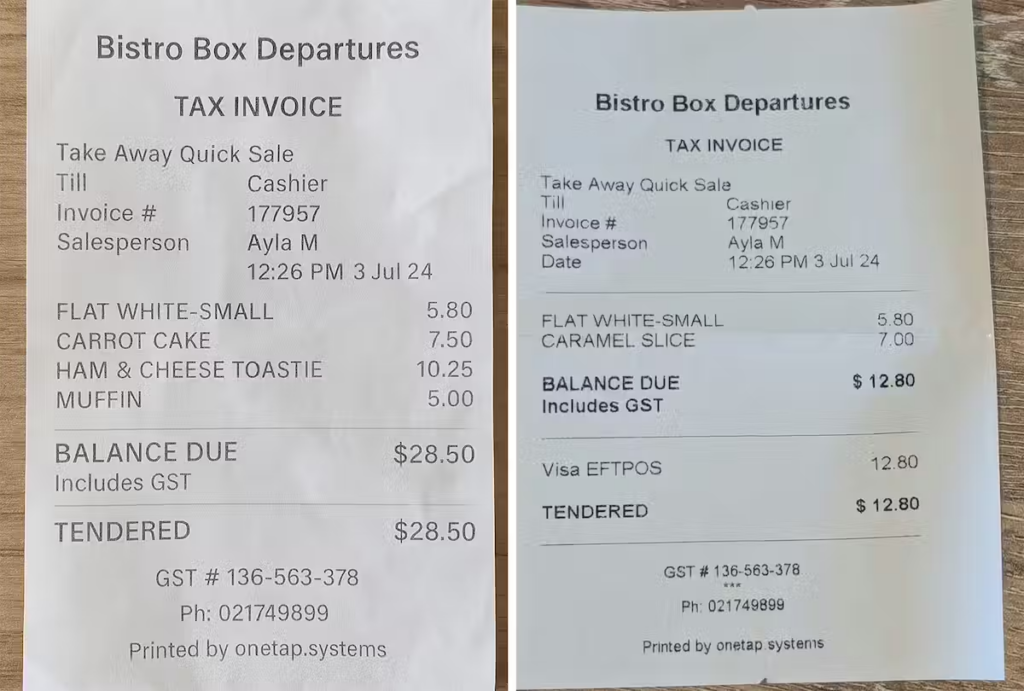 Bistro Box Departures
TAX INVOICE
Take Away Quick Sale
Till Cashier
Invoice # 177957
Salesperson Ayla M
12:26 PM 3 Jul 24
FLAT WHITE-SMALL 5.80
CARROT CAKE 7.50
HAM & CHEESE TOASTIE 10.25
MUFFIN 5.00
BALANCE DUE $28.50
Includes GST
TENDERED $28.50
GST # 136-563-378
Ph: 021749899
Printed by onetap.systems
Bistro Box Departures
TAX INVOICE
Take Away Quick Sale
Till Cashier
Invoice # 177957
Salesperson Ayla M
Date 12:26 PM 3 Jul 24
FLAT WHITE-SMALL 5.80
CARAMEL SLICE 7.00
BALANCE DUE $ 12.80
Includes GST
Visa EFTPOS 12.80
TENDERED $ 12.80
GST # 136-563-378
***
Ph: 021749899
Printed by onetap.systems